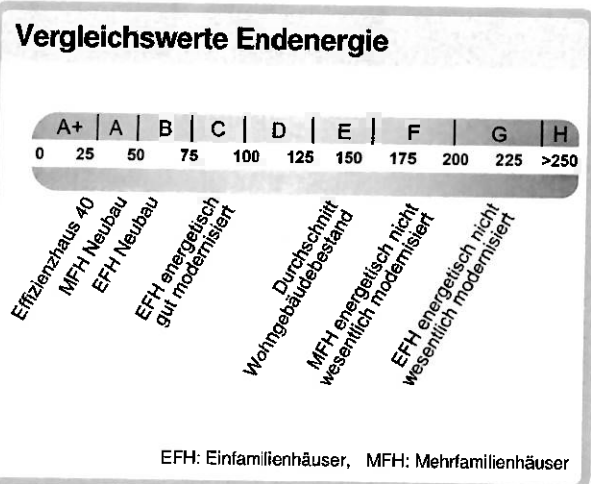 Vergleichswerte Endenergie
A+ | A | B | C | D | E | F | G | H
0 25 50 75 100 125 150 175 200 225 >250
Effizienzhaus 40
MFH Neubau
EFH Neubau
EFH energetisch
gut modernisiert
Durchschnitt
Wohngebäudebestand
MFH energetisch nicht
wesentlich modernisiert
EFH energetisch nicht
wesentlich modernisiert
EFH: Einfamilienhäuser, MFH: Mehrfamilienhäuser